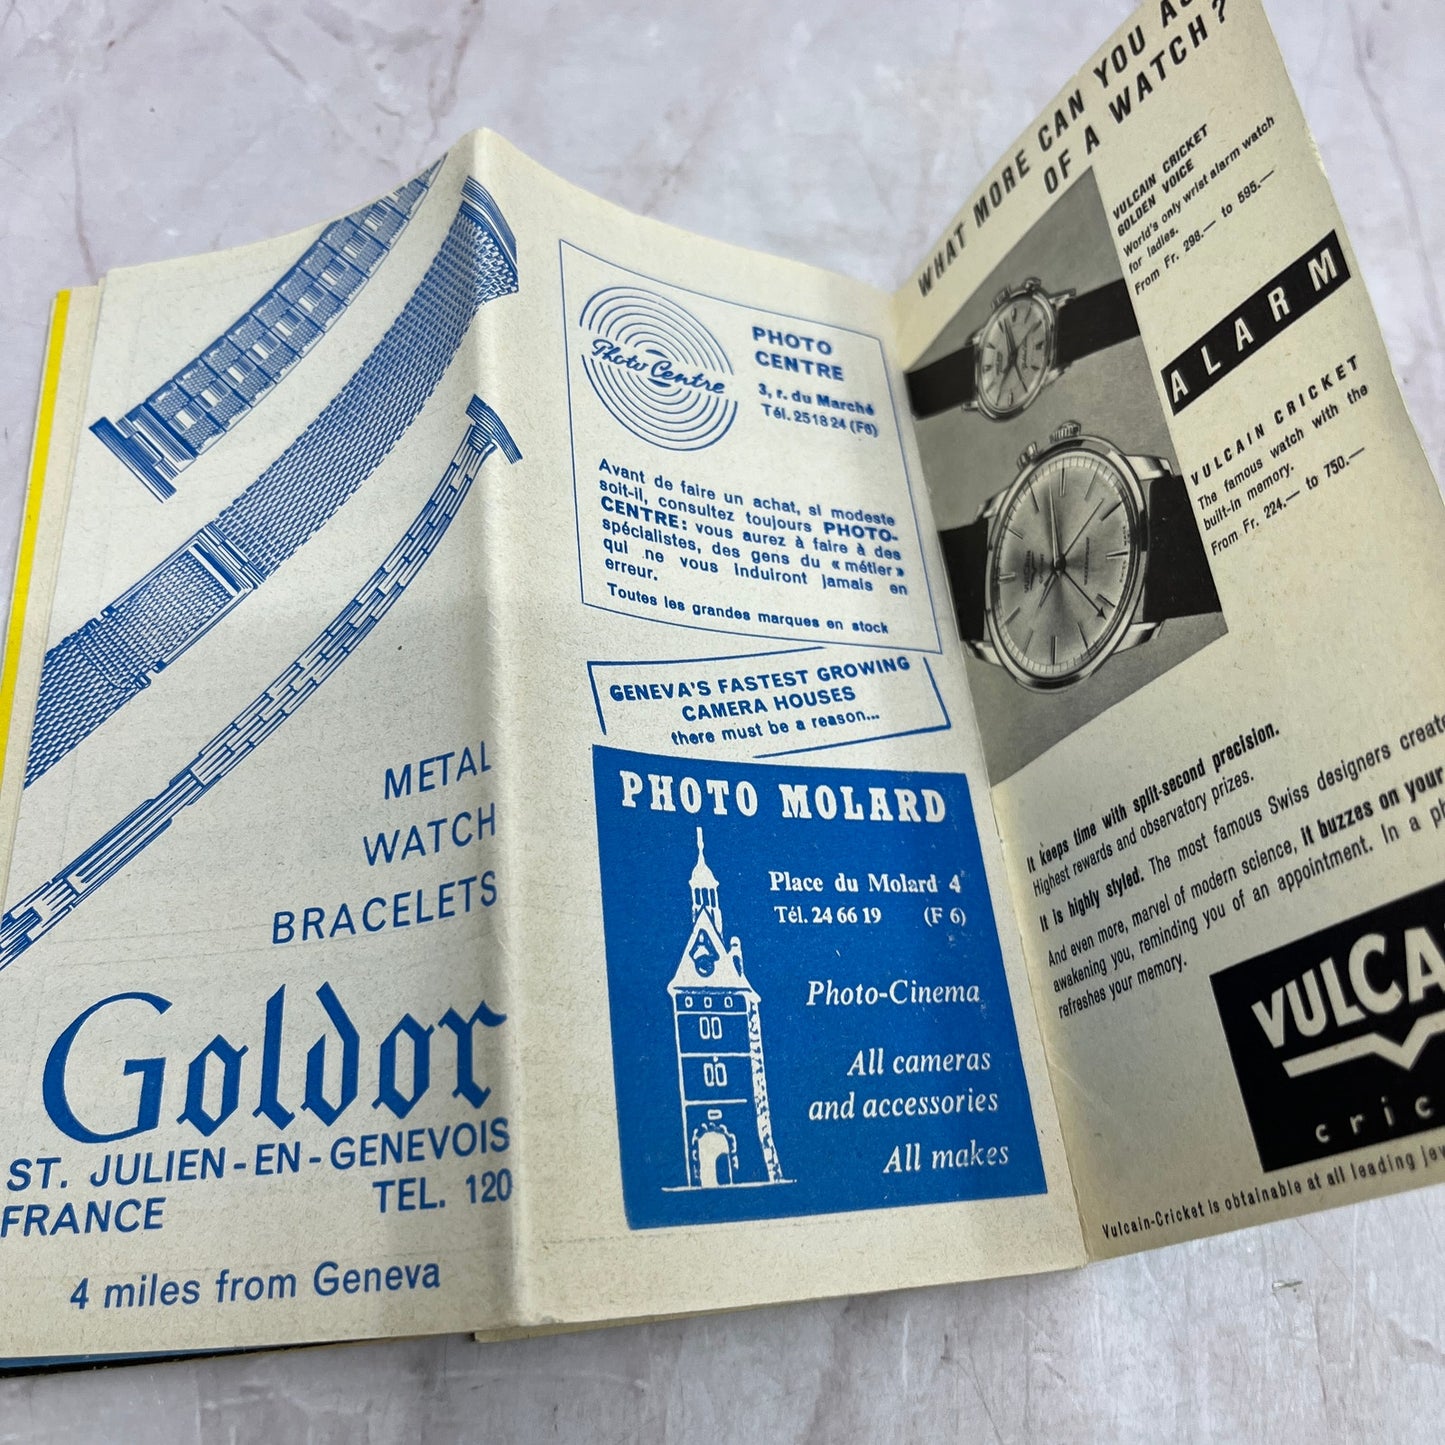 METAL
WATCH
BRACELETS
Goldor
ST. JULIEN-EN-GENEVOIS
FRANCE TEL. 120
4 miles from Geneva
Photo Centre
PHOTO
CENTRE
3, r. du Marché
Tél. 25 18 24 (F6)
Avant de faire un achat, si modeste
soit-il, consultez toujours PHOTO-
CENTRE: vous aurez à faire à des
spécialistes, des gens du « métier »
qui ne vous induiront jamais en
erreur.
Toutes les grandes marques en stock
GENEVA'S FASTEST GROWING
CAMERA HOUSES
there must be a reason...
PHOTO MOLARD
Place du Molard 4
Tél. 24 66 19 (F 6)
Photo-Cinema
All cameras
and accessories
All makes
WHAT MORE CAN YOU
OF A WATCH?
VULCAIN CRICKET
GOLDEN VOICE
World's only wrist alarm watch
for ladies.
From Fr. 298.— to 595.—
ALARM
VULCAIN CRICKET
The famous watch with the
built-in memory.
From Fr. 224.— to 750.—
It keeps time with split-second precision.
Highest rewards and observatory prizes.
It is highly styled. The most famous Swiss designers create
And even more, marvel of modern science, it buzzes on your
awakening you, reminding you of an appointment. In a
refreshes your memory.
VULCA
cric
Vulcain-Cricket is obtainable at all leading